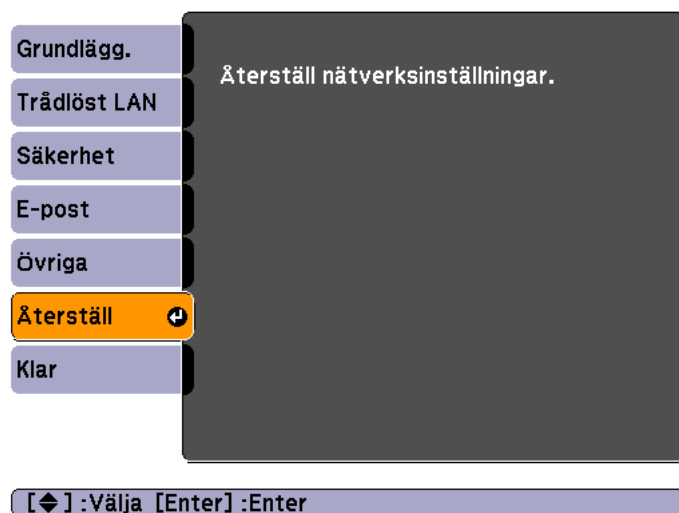 Grundlägg.
Trådlöst LAN
Säkerhet
E-post
Övriga
Återställ
Klar
Återställ nätverksinställningar.
[◆] :Välja [Enter] :Enter